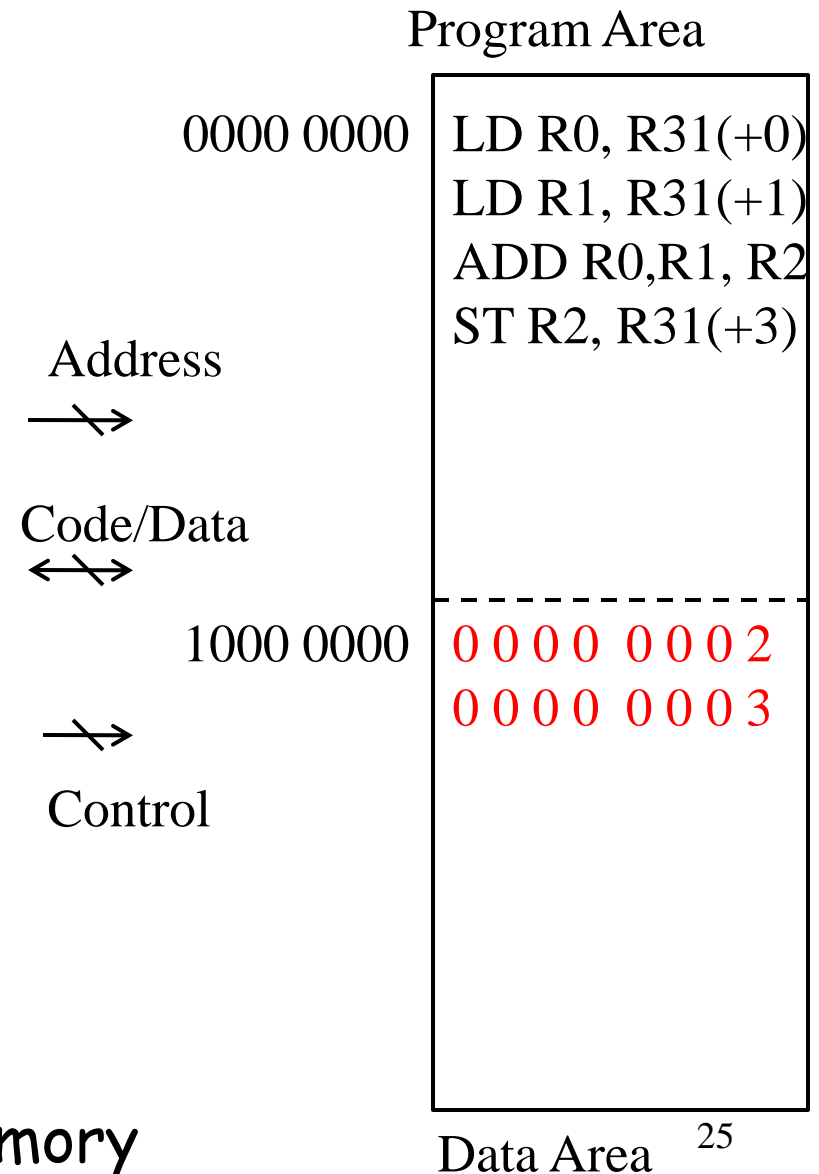 Program Area
0000 0000 LD R0, R31(+0)
LD R1, R31(+1)
ADD R0,R1, R2
ST R2, R31(+3)
Address
Code/Data
1000 0000 0 0 0 0 0 0 0 2
0 0 0 0 0 0 0 3
Control
mory
Data Area 25